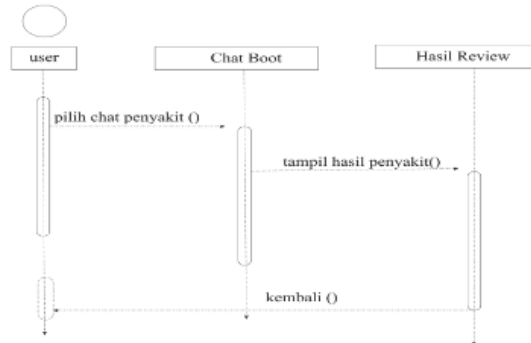 user
Chat Boot
Hasil Review
pilih chat penyakit ()
tampil hasil penyakit()
kembali ()